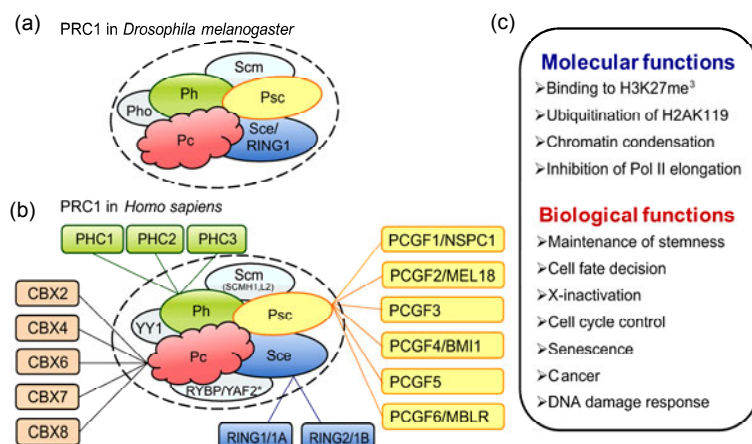 (a)
PRC1 in Drosophila melanogaster
Scm
Ph
Psc
Pho
Pc
Sce/
RING1
(b)
PRC1 in Homo sapiens
PHC1
PHC2
PHC3
CBX2
CBX4
CBX6
CBX7
CBX8
Scm
(SCMH1,L2)
Ph
Psc
YY1
Pc
Sce
RYBP/YAF2*
RING1/1A
RING2/1B
PCGF1/NSPC1
PCGF2/MEL18
PCGF3
PCGF4/BMI1
PCGF5
PCGF6/MBLR
(c)
Molecular functions
➢Binding to H3K27me³
➢Ubiquitination of H2AK119
➢Chromatin condensation
➢Inhibition of Pol II elongation
Biological functions
➢Maintenance of stemness
➢Cell fate decision
➢X-inactivation
➢Cell cycle control
➢Senescence
➢Cancer
➢DNA damage response